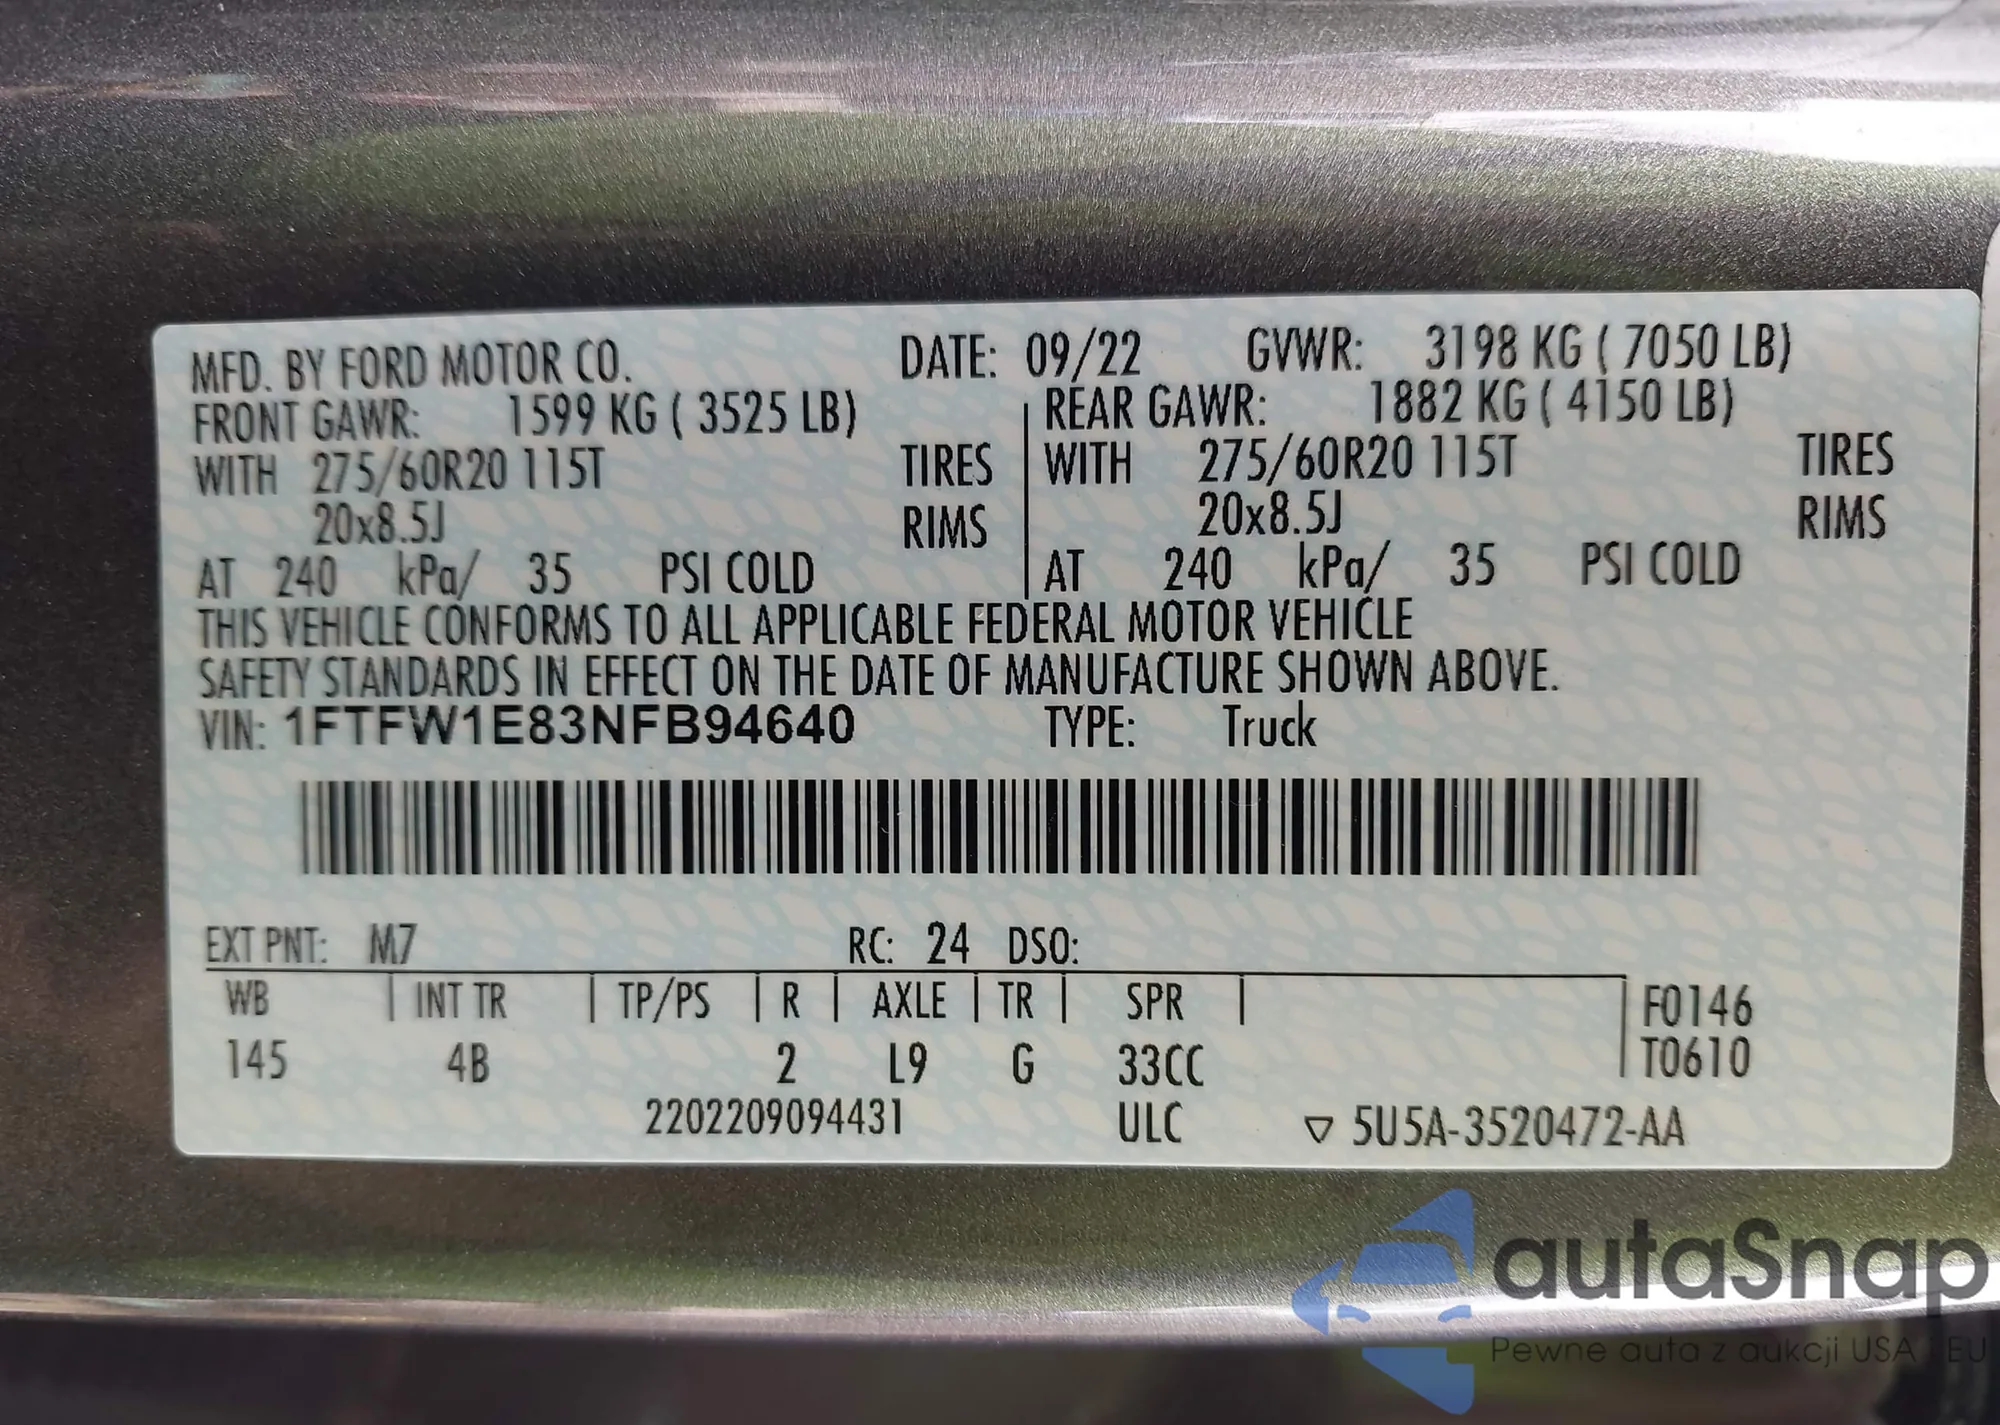 MFD. BY FORD MOTOR CO. DATE: 09/22 GVWR: 3198 KG ( 7050 LB)
FRONT GAWR: 1599 KG ( 3525 LB) REAR GAWR: 1882 KG ( 4150 LB)
WITH 275/60R20 115T TIRES WITH 275/60R20 115T TIRES
20x8.5J RIMS 20x8.5J RIMS
AT 240 kPa/ 35 PSI COLD AT 240 kPa/ 35 PSI COLD
THIS VEHICLE CONFORMS TO ALL APPLICABLE FEDERAL MOTOR VEHICLE
SAFETY STANDARDS IN EFFECT ON THE DATE OF MANUFACTURE SHOWN ABOVE.
VIN: 1FTFW1E83NFB94640 TYPE: Truck
EXT PNT: M7 RC: 24 DSO:
WB | INT TR | TP/PS | R | AXLE | TR | SPR | F0146
145 4B 2 L9 G 33CC T0610
2202209094431 ULC ▽ 5U5A-3520472-AA
autaSnap
Pewne auta z aukcji USA i EU